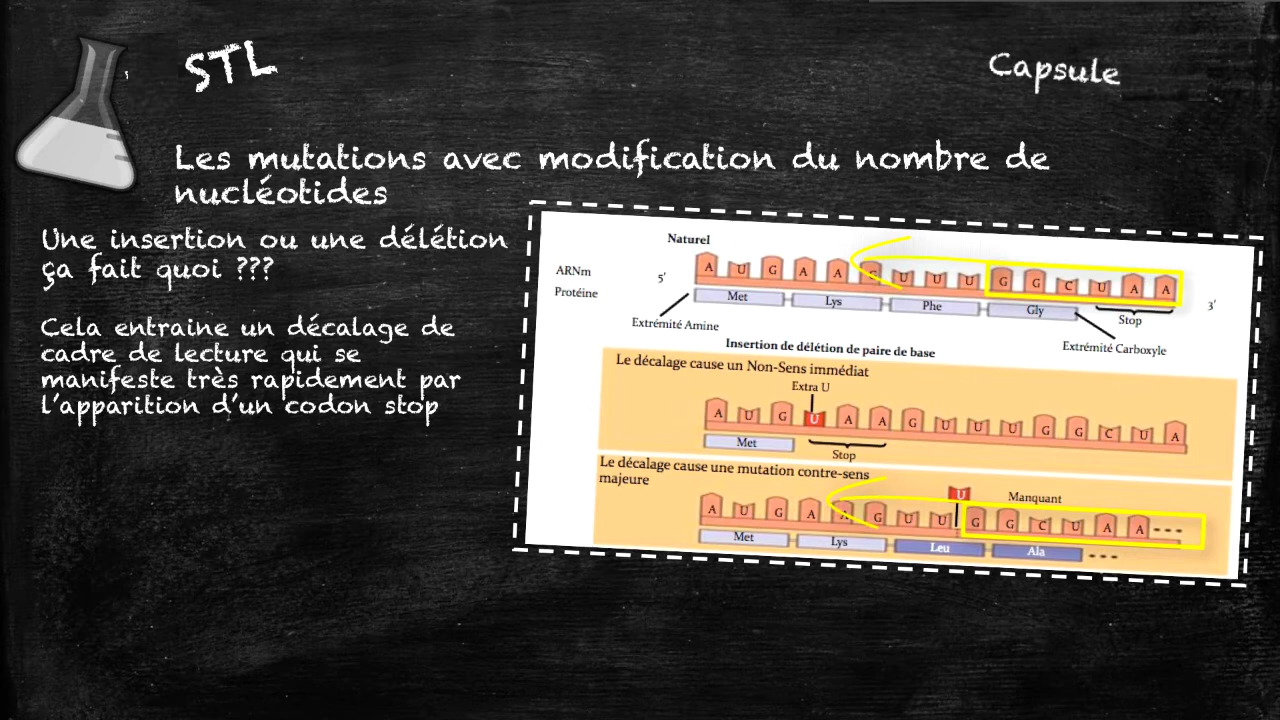 STL
Capsule
Les mutations avec modification du nombre de
nucléotides
Une insertion ou une délétion
ça fait quoi ???
Cela entraine un décalage de
cadre de lecture qui se
manifeste très rapidement par
l'apparition d'un codon stop
Naturel
ARNm
5'
A U G A A G U U U G G C U A A
3'
Protéine
Met Lys Phe Gly
Stop
Extrémité Amine
Extrémité Carboxyle
Insertion de délétion de paire de base
Le décalage cause un Non-Sens immédiat
Extra U
A U G U A A G U U U G G C U A
Met
Stop
Le décalage cause une mutation contre-sens
majeure
U
Manquant
A U G A A G U U G G C U A A
Met Lys Leu Ala